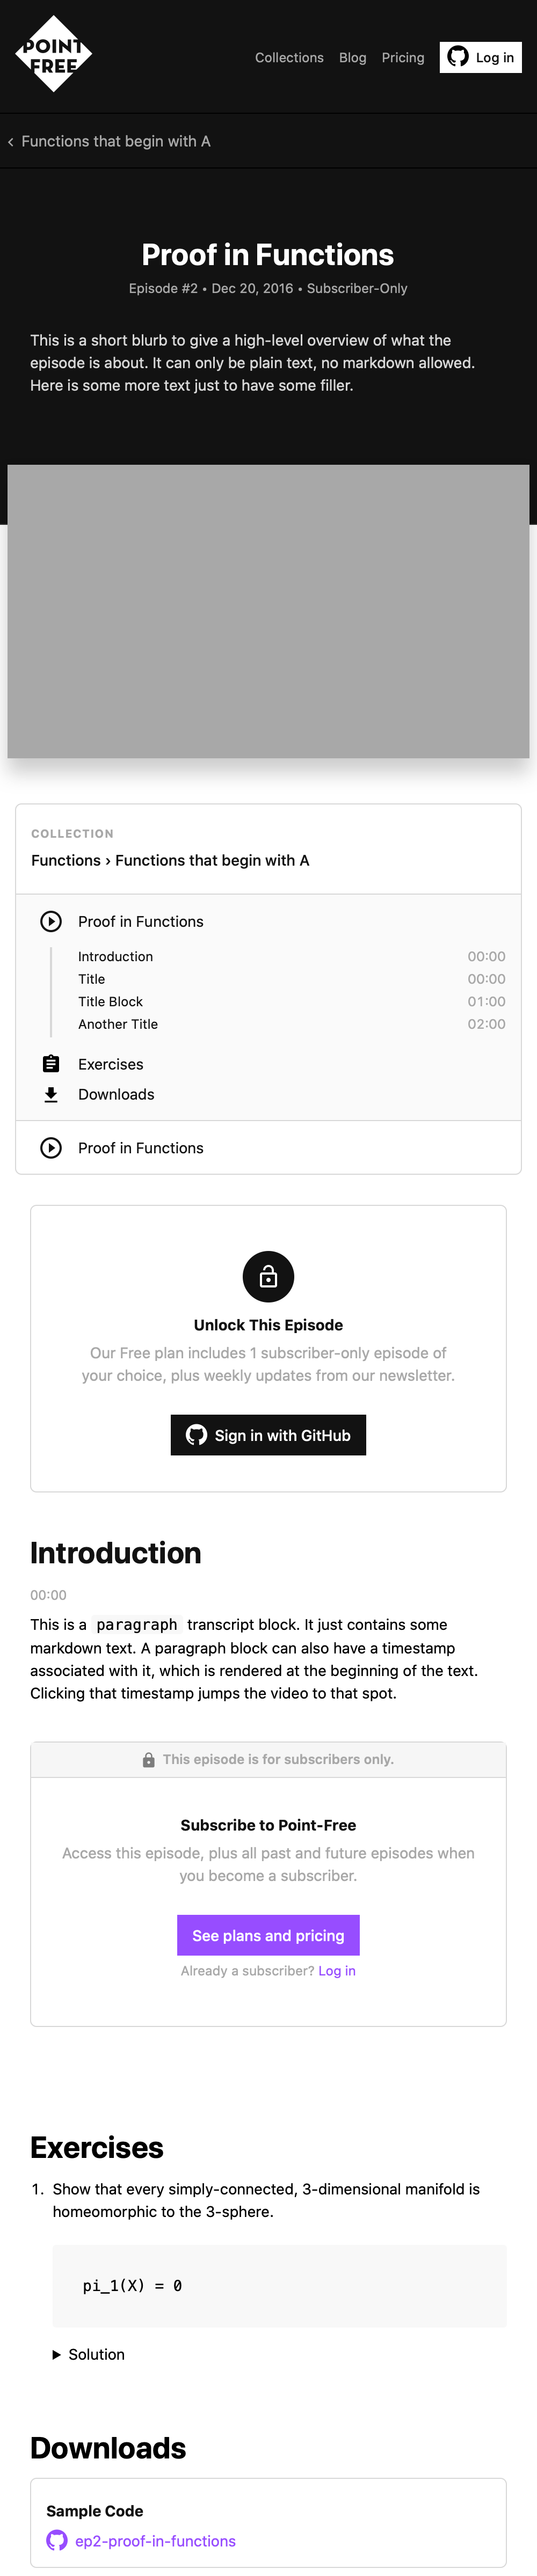 POINT
FREE
Collections Blog Pricing Log in
‹ Functions that begin with A
Proof in Functions
Episode #2 • Dec 20, 2016 • Subscriber-Only
This is a short blurb to give a high-level overview of what the
episode is about. It can only be plain text, no markdown allowed.
Here is some more text just to have some filler.
COLLECTION
Functions › Functions that begin with A
Proof in Functions
Introduction 00:00
Title 00:00
Title Block 01:00
Another Title 02:00
Exercises
Downloads
Proof in Functions
Unlock This Episode
Our Free plan includes 1 subscriber-only episode of
your choice, plus weekly updates from our newsletter.
Sign in with GitHub
Introduction
00:00
This is a paragraph transcript block. It just contains some
markdown text. A paragraph block can also have a timestamp
associated with it, which is rendered at the beginning of the text.
Clicking that timestamp jumps the video to that spot.
This episode is for subscribers only.
Subscribe to Point-Free
Access this episode, plus all past and future episodes when
you become a subscriber.
See plans and pricing
Already a subscriber? Log in
Exercises
1. Show that every simply-connected, 3-dimensional manifold is
homeomorphic to the 3-sphere.
pi_1(X) = 0
Solution
Downloads
Sample Code
ep2-proof-in-functions